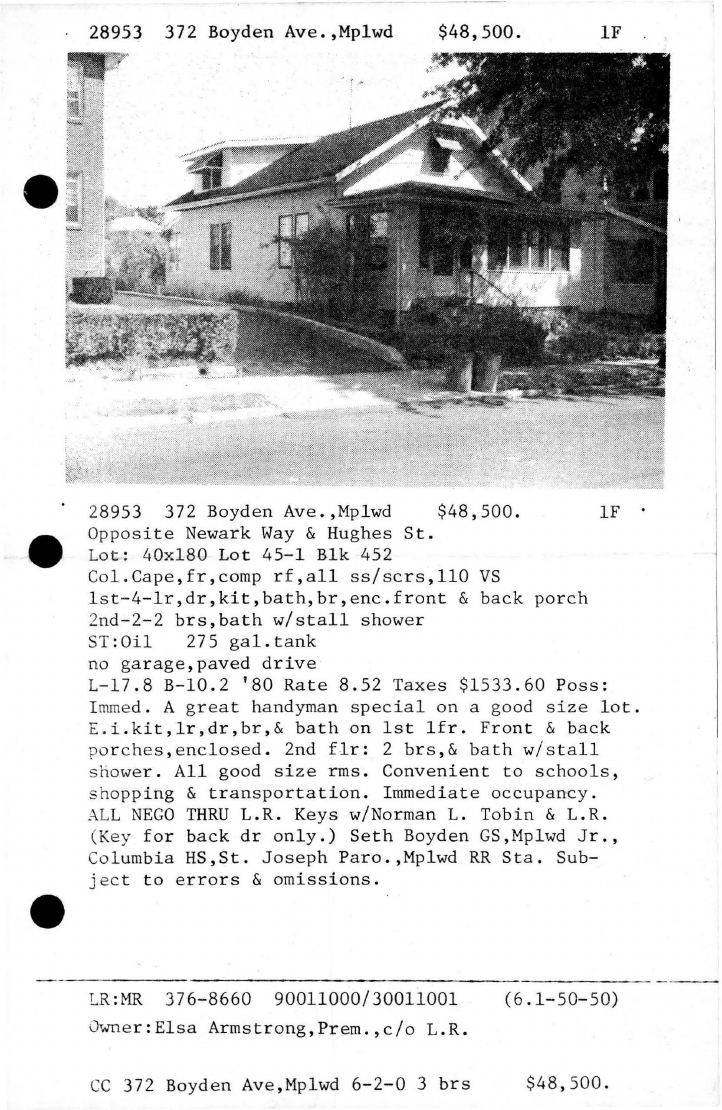 28953 372 Boyden Ave.,Mplwd $48,500. 1F
28953 372 Boyden Ave.,Mplwd $48,500. 1F
Opposite Newark Way & Hughes St.
Lot: 40x180 Lot 45-1 Blk 452
Col.Cape,fr,comp rf,all ss/scrs,110 VS
1st-4-lr,dr,kit,bath,br,enc.front & back porch
2nd-2-2 brs,bath w/stall shower
ST:Oil 275 gal.tank
no garage,paved drive
L-17.8 B-10.2 '80 Rate 8.52 Taxes $1533.60 Poss:
Immed. A great handyman special on a good size lot.
E.i.kit,lr,dr,br,& bath on 1st lfr. Front & back
porches,enclosed. 2nd flr: 2 brs,& bath w/stall
shower. All good size rms. Convenient to schools,
shopping & transportation. Immediate occupancy.
ALL NEGO THRU L.R. Keys w/Norman L. Tobin & L.R.
(Key for back dr only.) Seth Boyden GS,Mplwd Jr.,
Columbia HS,St. Joseph Paro.,Mplwd RR Sta. Sub-
ject to errors & omissions.
LR:MR 376-8660 90011000/30011001 (6.1-50-50)
Owner:Elsa Armstrong,Prem.,c/o L.R.
CC 372 Boyden Ave,Mplwd 6-2-0 3 brs $48,500.